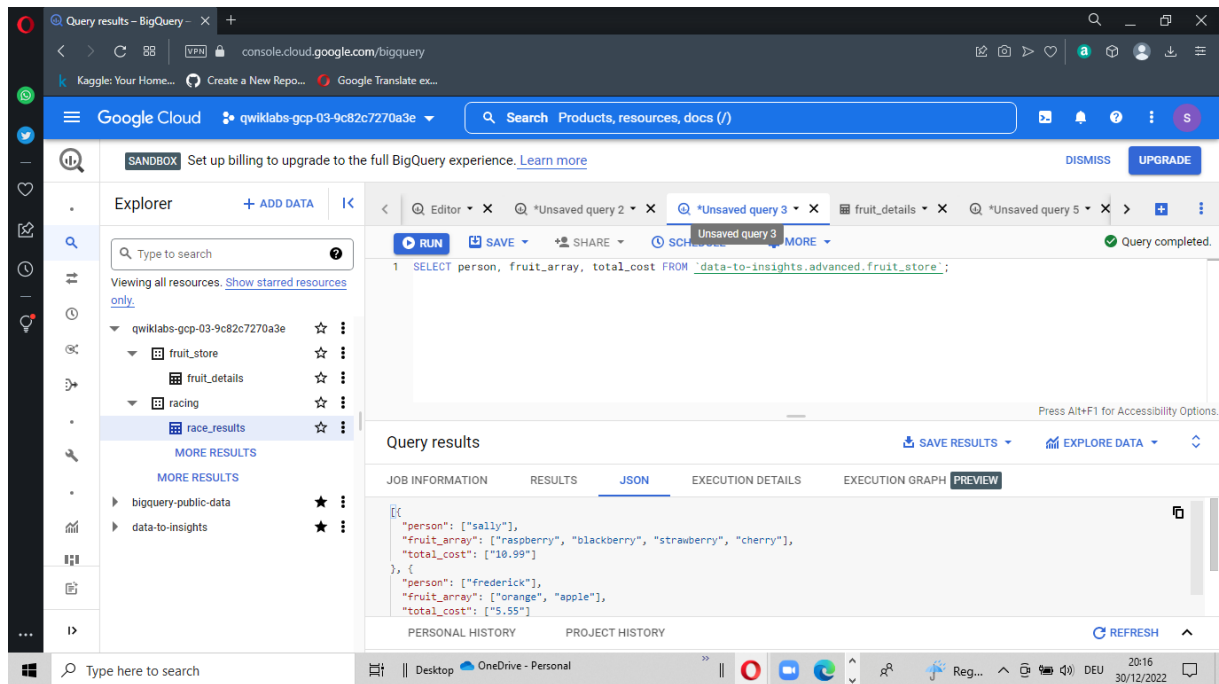 Query results – BigQuery –
VPN console.cloud.google.com/bigquery
Kaggle: Your Home... Create a New Repo... Google Translate ex...
Google Cloud qwiklabs-gcp-03-9c82c7270a3e Search Products, resources, docs (/) S
SANDBOX Set up billing to upgrade to the full BigQuery experience. Learn more DISMISS UPGRADE
Explorer + ADD DATA
Editor *Unsaved query 2 *Unsaved query 3 fruit_details *Unsaved query 5
Unsaved query 3
Type to search
RUN SAVE SHARE MORE Query completed.
1 SELECT person, fruit_array, total_cost FROM `data-to-insights.advanced.fruit_store`;
Viewing all resources. Show starred resources
only.
qwiklabs-gcp-03-9c82c7270a3e
fruit_store
fruit_details
racing
race_results
MORE RESULTS
MORE RESULTS
bigquery-public-data
data-to-insights
Press Alt+F1 for Accessibility Options.
Query results SAVE RESULTS EXPLORE DATA
JOB INFORMATION RESULTS JSON EXECUTION DETAILS EXECUTION GRAPH PREVIEW
[{
"person": ["sally"],
"fruit_array": ["raspberry", "blackberry", "strawberry", "cherry"],
"total_cost": ["10.99"]
}, {
"person": ["frederick"],
"fruit_array": ["orange", "apple"],
"total_cost": ["5.55"]
PERSONAL HISTORY PROJECT HISTORY REFRESH
Type here to search Desktop OneDrive - Personal Reg... DEU 20:16
30/12/2022